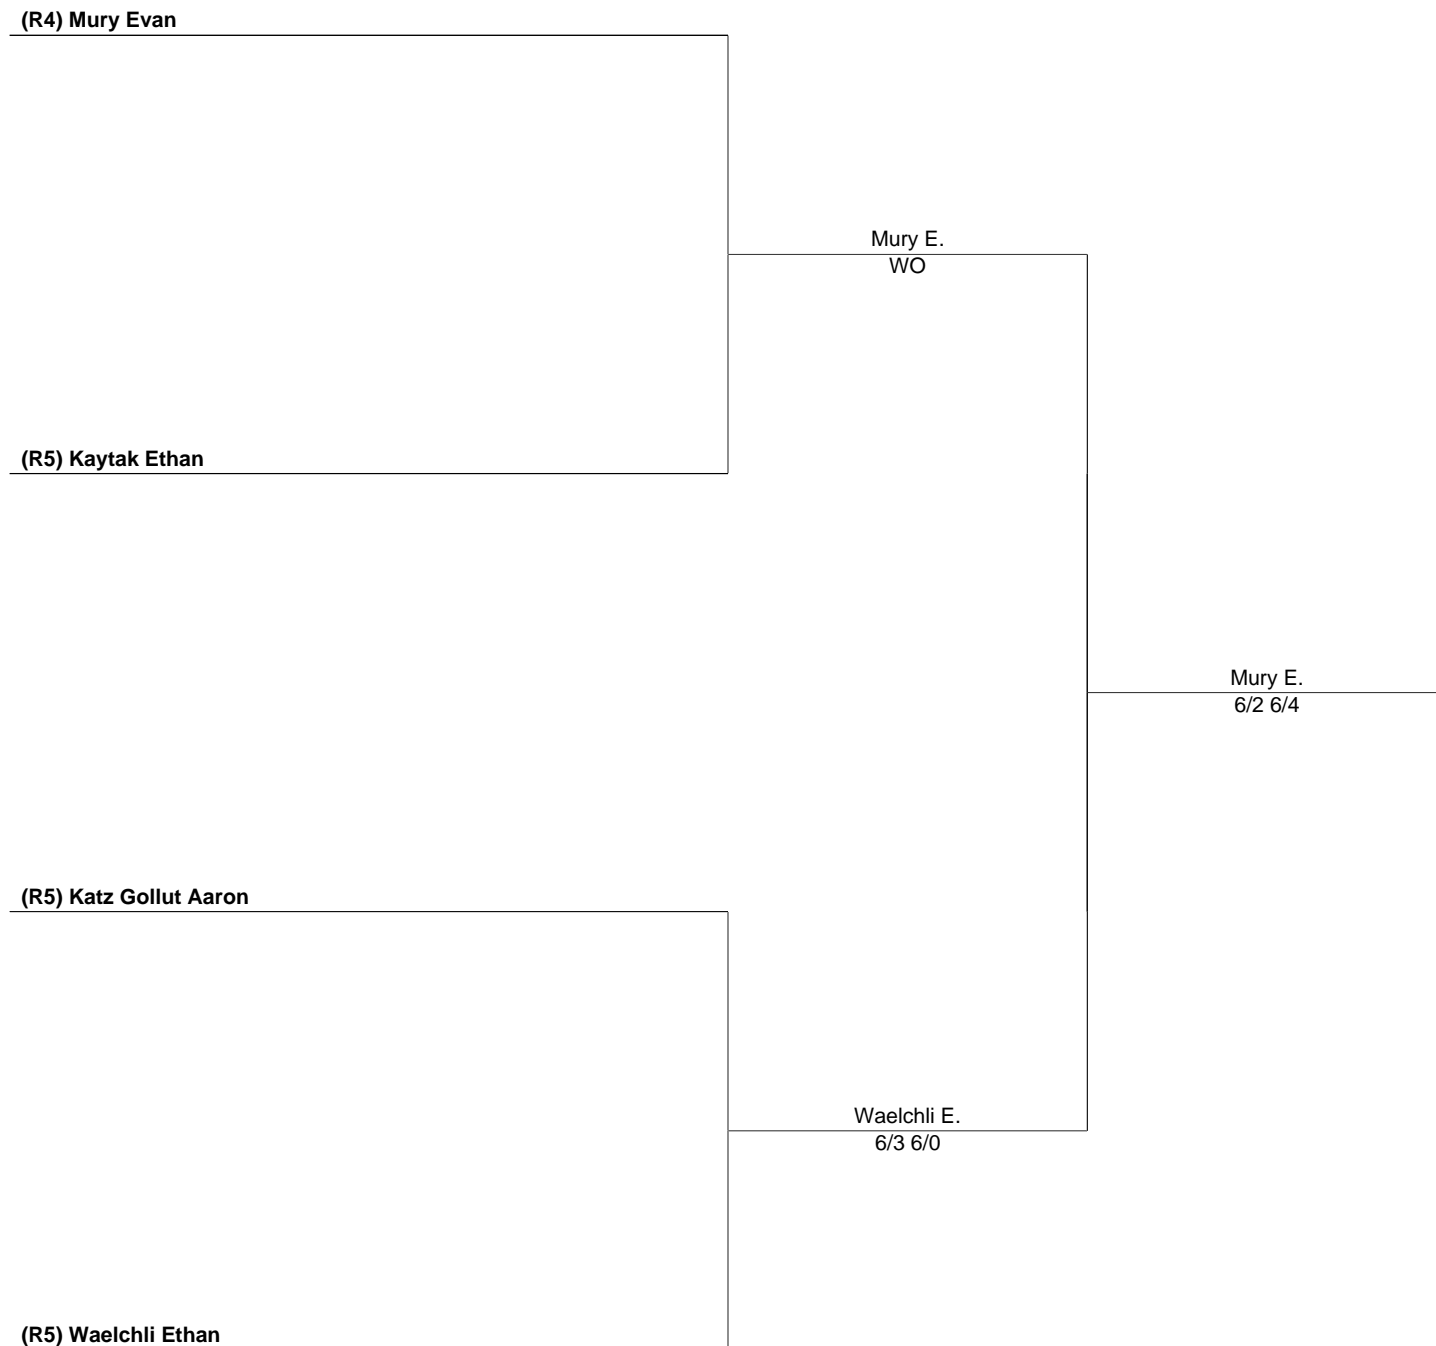 (R4) Mury Evan
Mury E.
WO
(R5) Kaytak Ethan
Mury E.
6/2 6/4
(R5) Katz Gollut Aaron
Waelchli E.
6/3 6/0
(R5) Waelchli Ethan